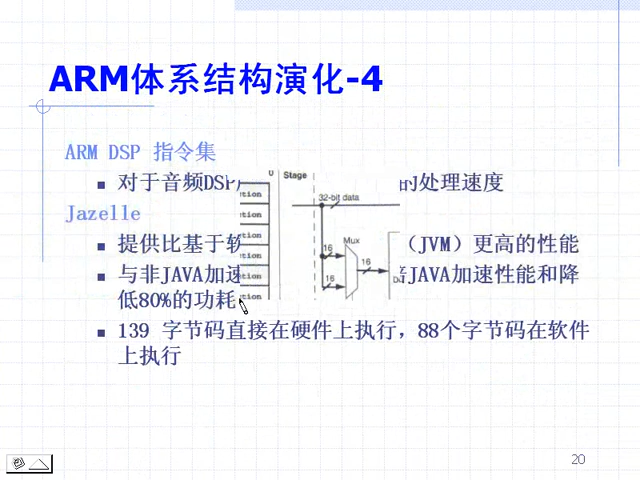 ARM体系结构演化-4
ARM DSP 指令集
对于音频DSP
的处理速度
Jazelle
提供比基于软
（JVM）更高的性能
与非JAVA加速
JAVA加速性能和降
低80%的功耗
139 字节码直接在硬件上执行，88个字节码在软件
上执行
Stage
32-bit data
Mux
16
16
16
20